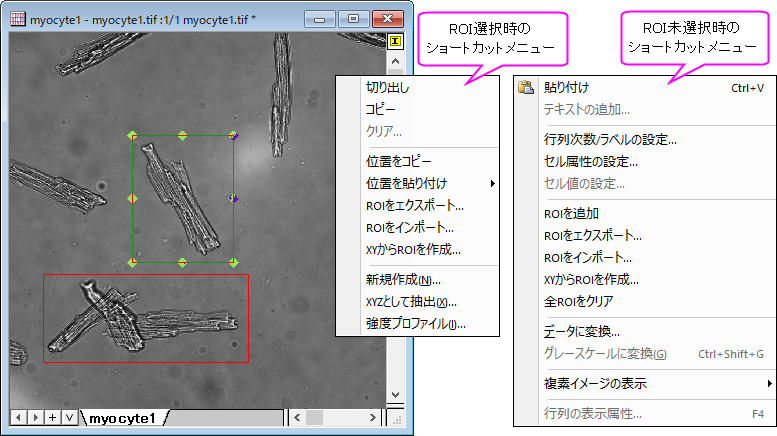 myocyte1 - myocyte1.tif :1/1 myocyte1.tif *
myocyte1
ROI選択時の
ショートカットメニュー
切り出し
コピー
クリア...
位置をコピー
位置を貼り付け
ROIをエクスポート...
ROIをインポート...
XYからROIを作成...
新規作成(N)...
XYZとして抽出(X)...
強度プロファイル(I)...
ROI未選択時の
ショートカットメニュー
貼り付け Ctrl+V
テキストの追加...
行列次数/ラベルの設定...
セル属性の設定...
セル値の設定...
ROIを追加
ROIをエクスポート...
ROIをインポート...
XYからROIを作成...
全ROIをクリア
データに変換...
グレースケールに変換(G) Ctrl+Shift+G
複素イメージの表示
行列の表示属性... F4